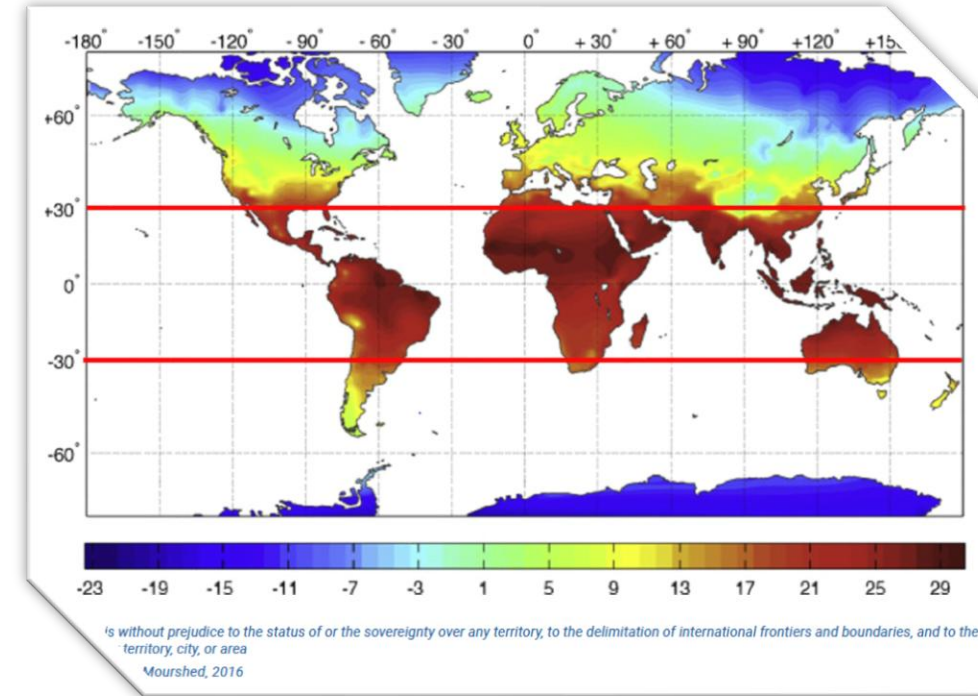 -180° -150° -120° -90° -60° -30° 0° +30° +60° +90° +120°
+60°
+30°
0°
-30°
-60°
-23 -19 -15 -11 -7 -3 1 5 9 13 17 21 25 29
is without prejudice to the status of or the sovereignty over any territory, to the delimitation of international frontiers and boundaries, and to the
territory, city, or area
Mourshed, 2016